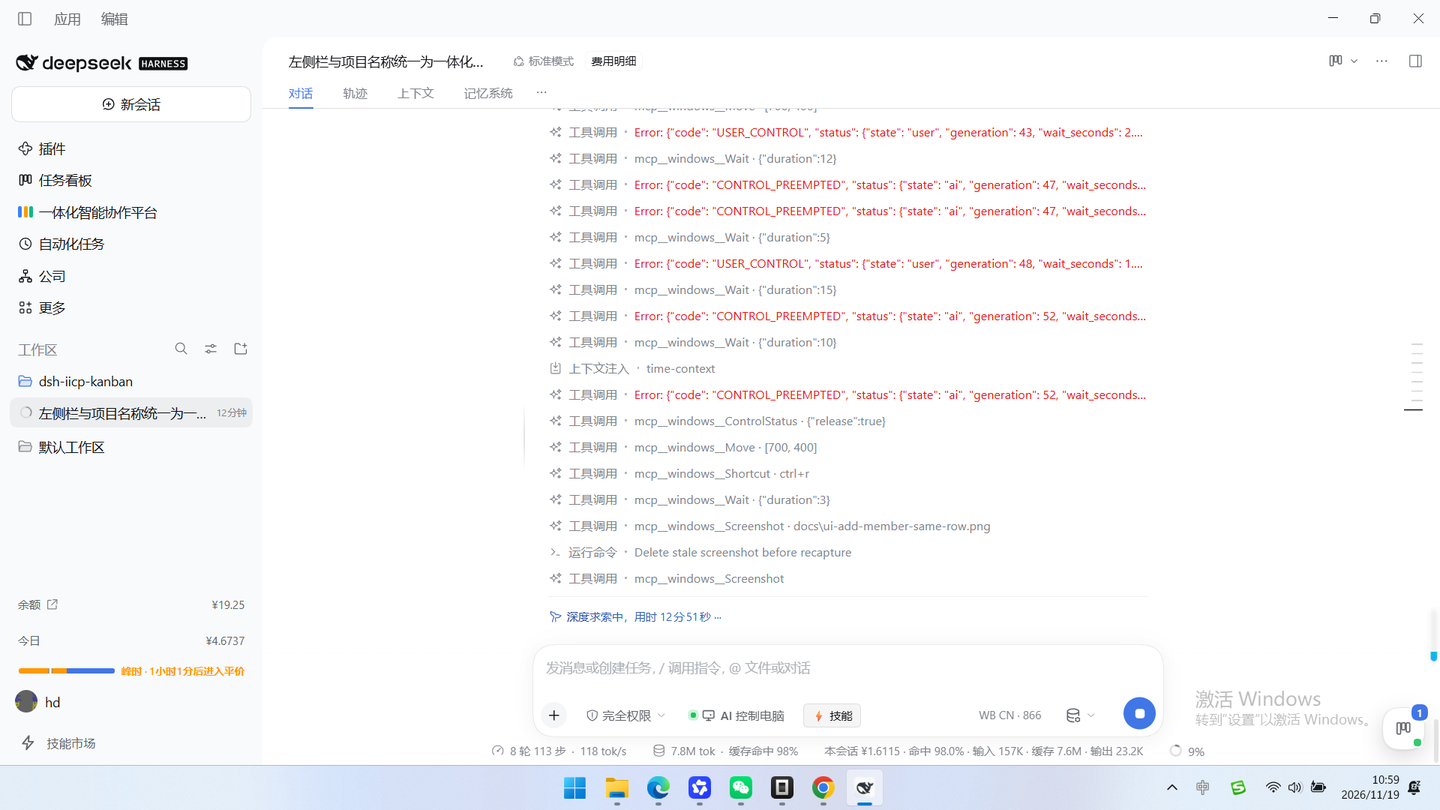 应用 编辑
deepseek HARNESS
新会话
插件
任务看板
一体化智能协作平台
自动化任务
公司
更多
工作区
dsh-iicp-kanban
左侧栏与项目名称统一为一... 12分钟
默认工作区
余额 ¥19.25
今日 ¥4.6737
峰时 · 1小时1分后进入平价
hd
技能市场
左侧栏与项目名称统一为一体化... 标准模式 费用明细
对话 轨迹 上下文 记忆系统 ...
工具调用 · mcp__windows__Move · [700, 400]
工具调用 · Error: {"code": "USER_CONTROL", "status": {"state": "user", "generation": 43, "wait_seconds": 2....
工具调用 · mcp__windows__Wait · {"duration":12}
工具调用 · Error: {"code": "CONTROL_PREEMPTED", "status": {"state": "ai", "generation": 47, "wait_seconds...
工具调用 · Error: {"code": "CONTROL_PREEMPTED", "status": {"state": "ai", "generation": 47, "wait_seconds...
工具调用 · mcp__windows__Wait · {"duration":5}
工具调用 · Error: {"code": "USER_CONTROL", "status": {"state": "user", "generation": 48, "wait_seconds": 1....
工具调用 · mcp__windows__Wait · {"duration":15}
工具调用 · Error: {"code": "CONTROL_PREEMPTED", "status": {"state": "ai", "generation": 52, "wait_seconds...
工具调用 · mcp__windows__Wait · {"duration":10}
上下文注入 · time-context
工具调用 · Error: {"code": "CONTROL_PREEMPTED", "status": {"state": "ai", "generation": 52, "wait_seconds...
工具调用 · mcp__windows__ControlStatus · {"release":true}
工具调用 · mcp__windows__Move · [700, 400]
工具调用 · mcp__windows__Shortcut · ctrl+r
工具调用 · mcp__windows__Wait · {"duration":3}
工具调用 · mcp__windows__Screenshot · docs\ui-add-member-same-row.png
运行命令 · Delete stale screenshot before recapture
工具调用 · mcp__windows__Screenshot
深度求索中，用时 12分51秒 ...
发消息或创建任务, / 调用指令, @ 文件或对话
完全权限 AI 控制电脑 技能 WB CN · 866
8 轮 113 步 · 118 tok/s 7.8M tok · 缓存命中 98% 本会话 ¥1.6115 · 命中 98.0% · 输入 157K · 缓存 7.6M · 输出 23.2K 9%
激活 Windows
转到"设置"以激活 Windows。
1
中
10:59
2026/11/19